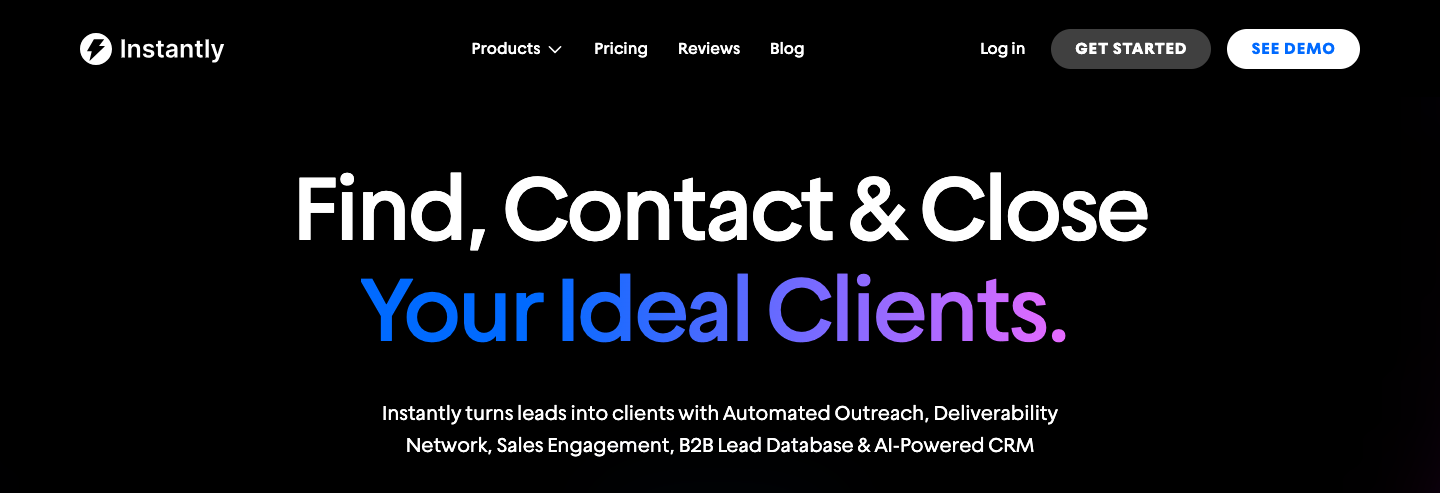 Instantly
Products
Pricing
Reviews
Blog
Log in
GET STARTED
SEE DEMO
Find, Contact & Close
Your Ideal Clients.
Instantly turns leads into clients with Automated Outreach, Deliverability
Network, Sales Engagement, B2B Lead Database & AI-Powered CRM